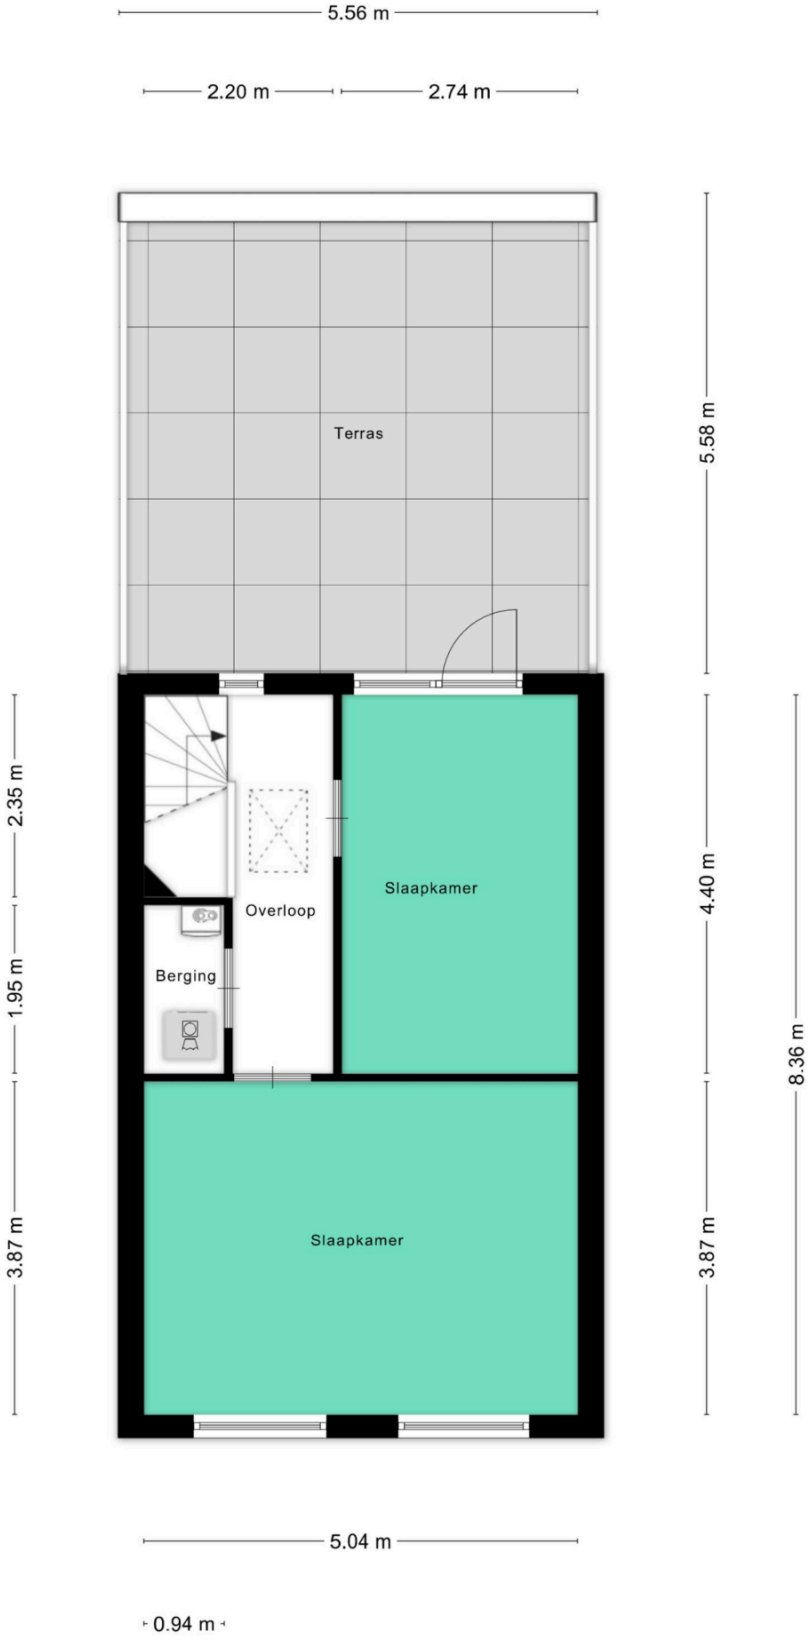 5.56 m
2.20 m
2.74 m
5.58 m
Terras
2.35 m
4.40 m
Slaapkamer
Overloop
1.95 m
Berging
8.36 m
3.87 m
Slaapkamer
3.87 m
5.04 m
0.94 m